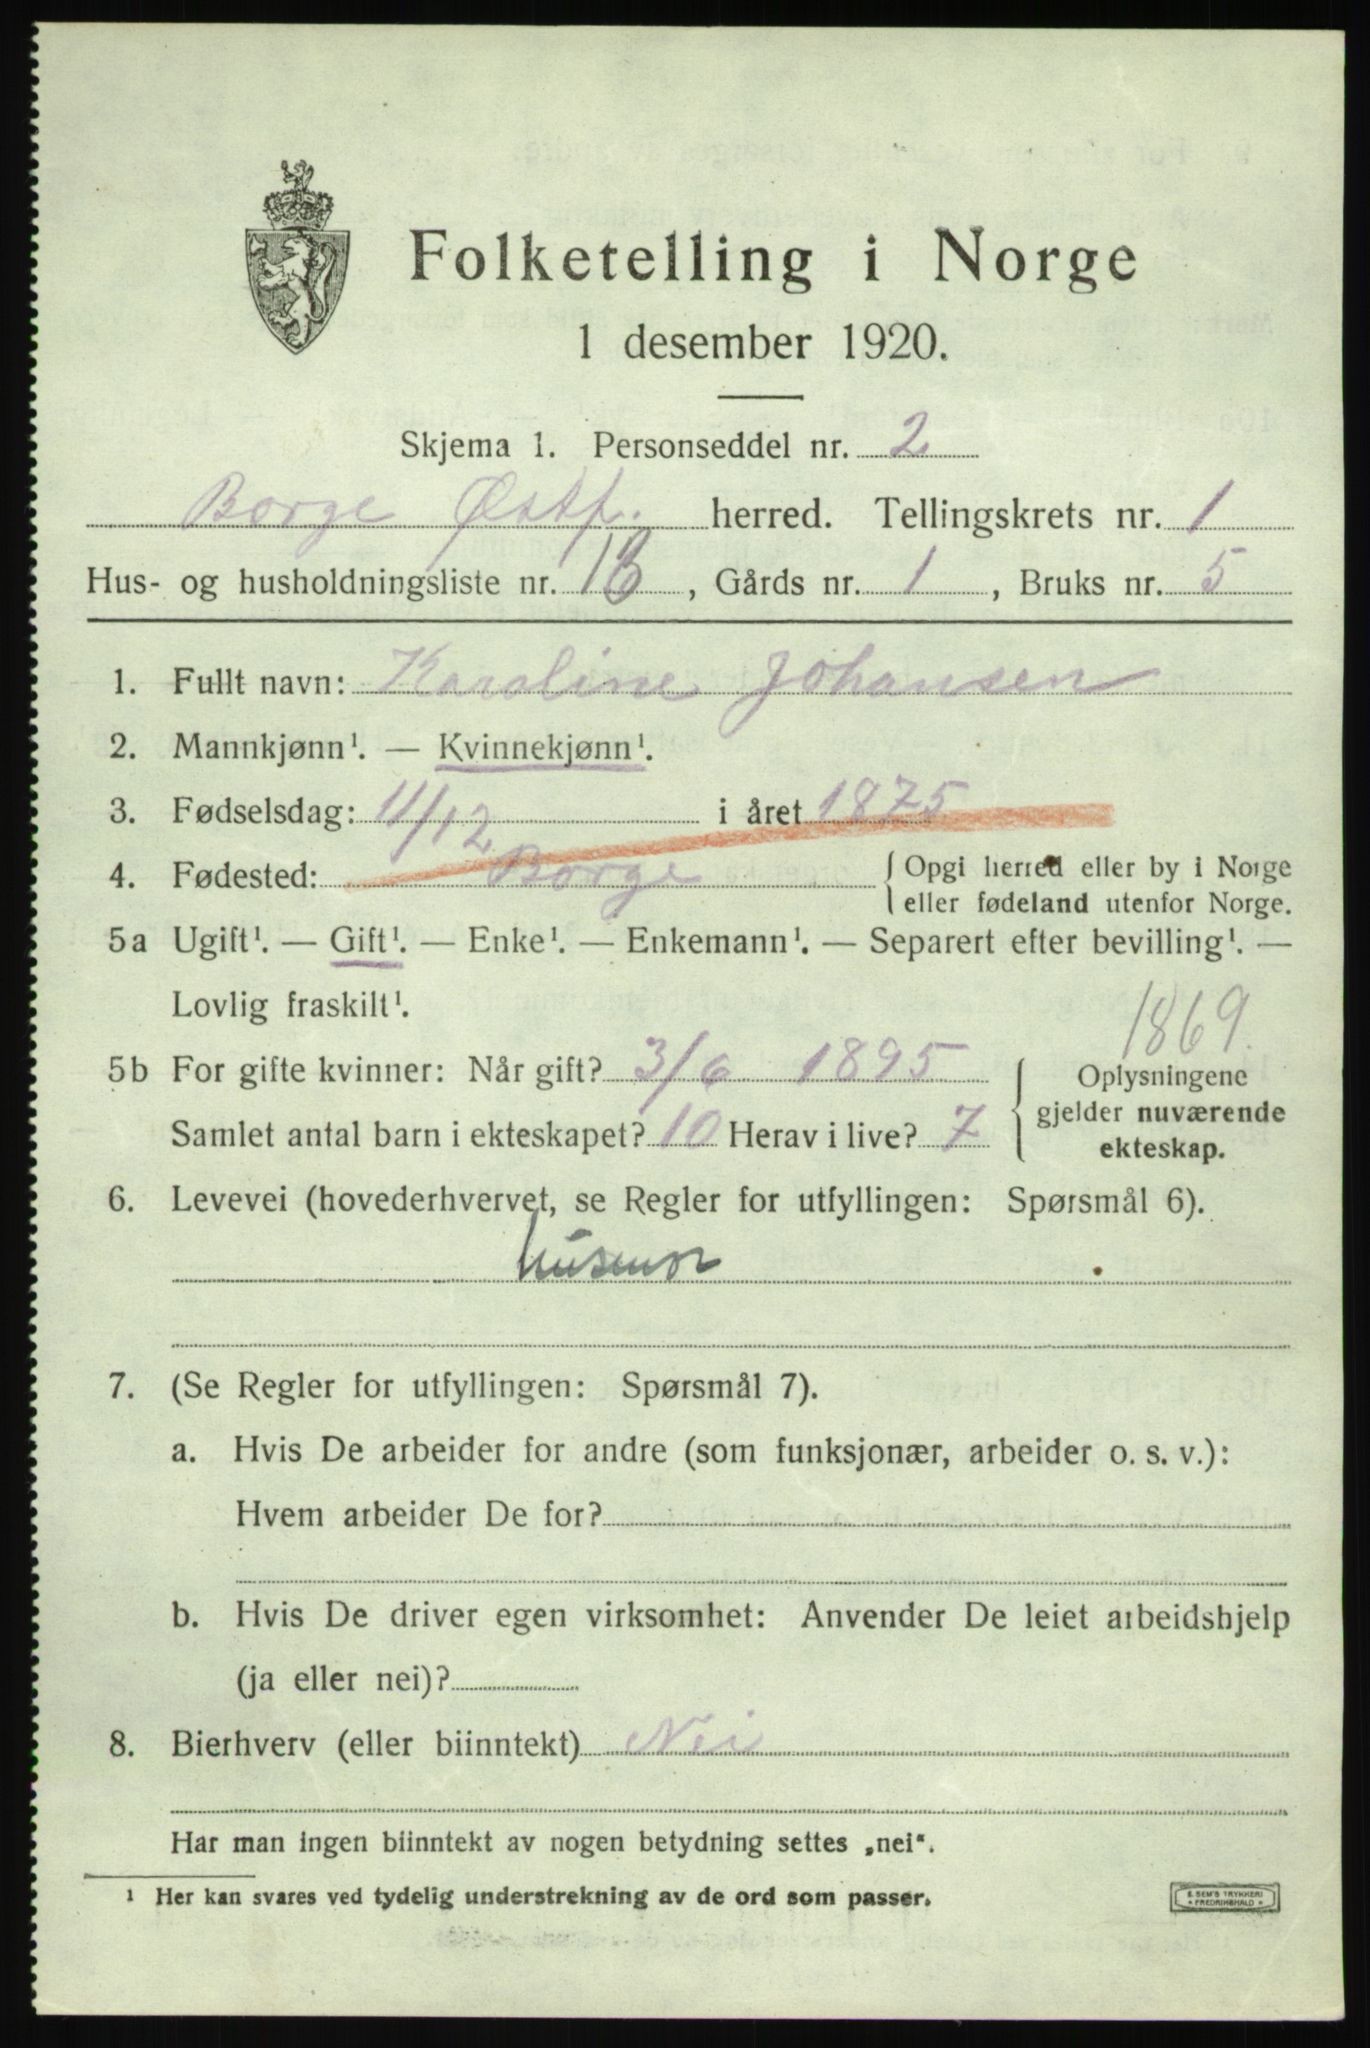 Folketelling i Norge
1 desember 1920.
Skjema 1. Personseddel nr. 2
Borge Østf. herred. Tellingskrets nr. 1
Hus- og husholdningsliste nr. , Gårds nr. 1, Bruks nr. 5
1. Fullt navn: Karoline Johansen
2. Mannkjønn¹. — Kvinnekjønn¹.
3. Fødselsdag: 11/12 i året 1875
4. Fødested: Borge { Opgi herred eller by i Norge
eller fødeland utenfor Norge.
5a Ugift¹. — Gift¹. — Enke¹. — Enkemann¹. — Separert efter bevilling¹. —
Lovlig fraskilt¹.
1869.
5b For gifte kvinner: Når gift? 3/6 1895
Samlet antal barn i ekteskapet? 10 Herav i live? 7
{ Oplysningene
gjelder nuværende
ekteskap.
6. Levevei (hovederhvervet, se Regler for utfyllingen: Spørsmål 6).
husmor
7. (Se Regler for utfyllingen: Spørsmål 7).
a. Hvis De arbeider for andre (som funksjonær, arbeider o. s. v.):
Hvem arbeider De for?
b. Hvis De driver egen virksomhet: Anvender De leiet arbeidshjelp
(ja eller nei)?
8. Bierhverv (eller biinntekt) Nei
Har man ingen biinntekt av nogen betydning settes „nei“.
¹ Her kan svares ved tydelig understrekning av de ord som passer.
E. SEM'S TRYKKERI
* FREDRIKSHALD *